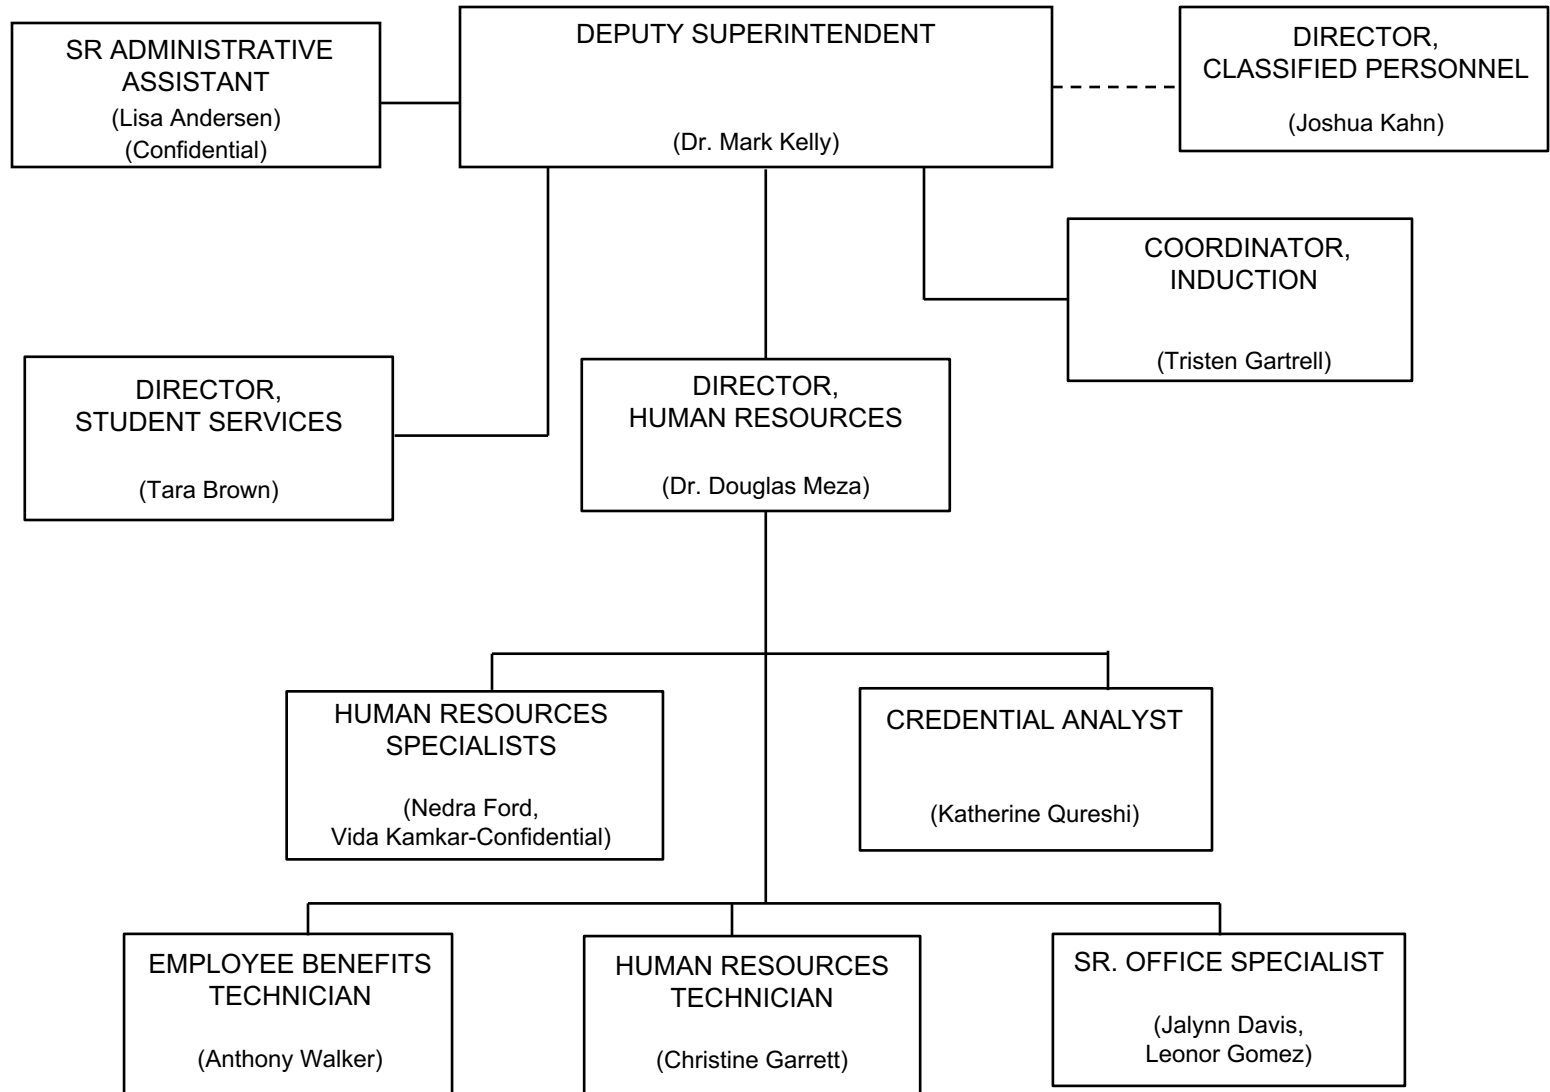 SR ADMINISTRATIVE
ASSISTANT
(Lisa Andersen)
(Confidential)
DEPUTY SUPERINTENDENT
(Dr. Mark Kelly)
DIRECTOR,
CLASSIFIED PERSONNEL
(Joshua Kahn)
COORDINATOR,
INDUCTION
(Tristen Gartrell)
DIRECTOR,
STUDENT SERVICES
(Tara Brown)
DIRECTOR,
HUMAN RESOURCES
(Dr. Douglas Meza)
HUMAN RESOURCES
SPECIALISTS
(Nedra Ford,
Vida Kamkar-Confidential)
CREDENTIAL ANALYST
(Katherine Qureshi)
EMPLOYEE BENEFITS
TECHNICIAN
(Anthony Walker)
HUMAN RESOURCES
TECHNICIAN
(Christine Garrett)
SR. OFFICE SPECIALIST
(Jalynn Davis,
Leonor Gomez)